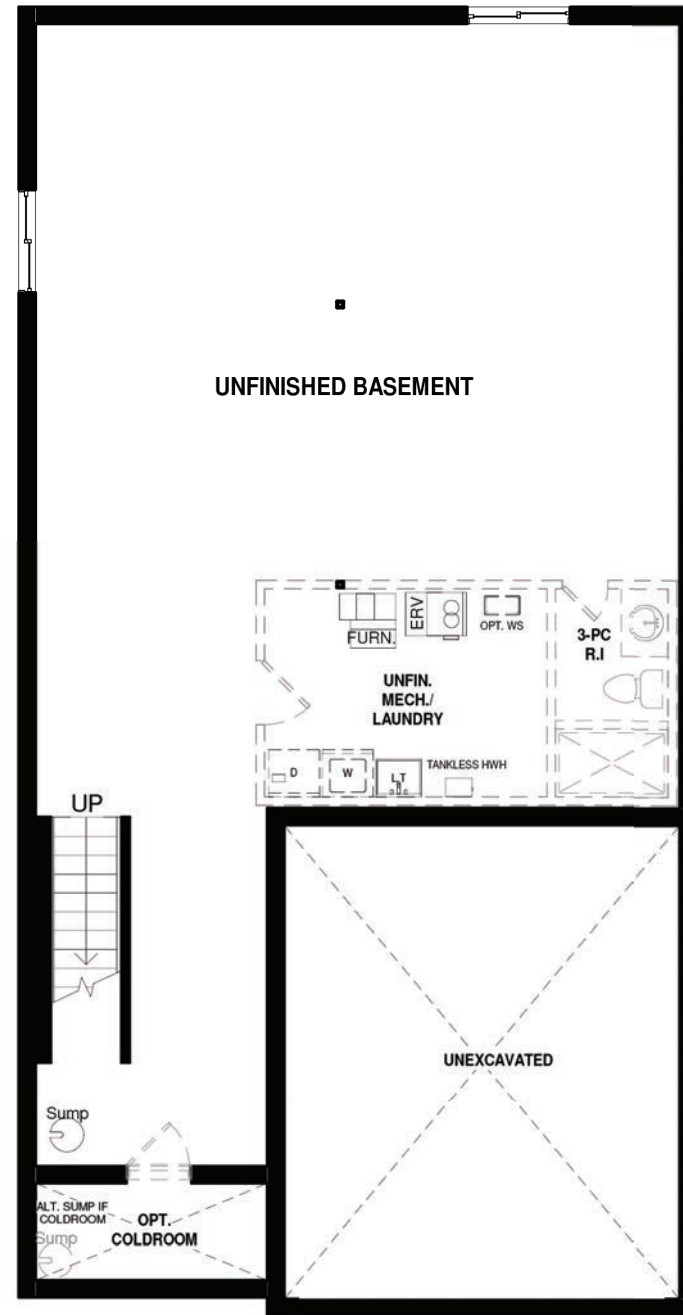 UNFINISHED BASEMENT
ERV
FURN.
OPT. WS
3-PC
R.I
UNFIN.
MECH./
LAUNDRY
D
W
L.T
TANKLESS HWH
UP
UNEXCAVATED
Sump
ALT. SUMP IF
COLDROOM
Sump
OPT.
COLDROOM